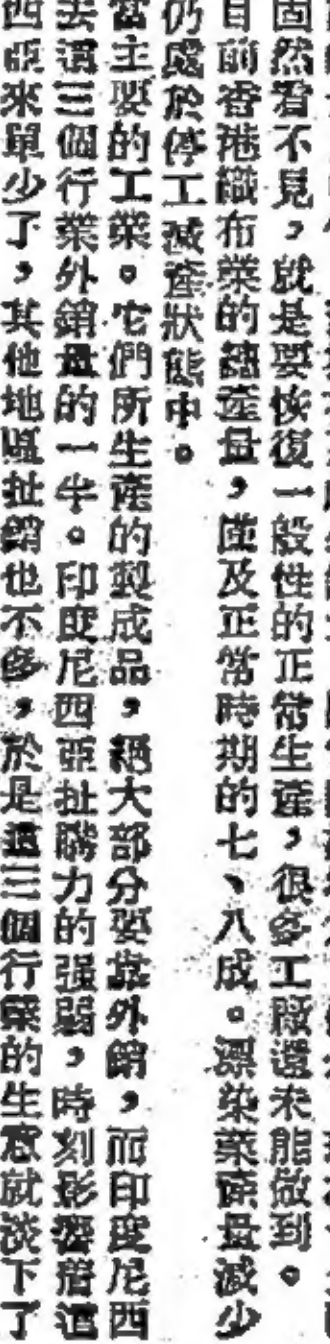 固然看不見，就是要恢復一般性的正常生產，很多工廠還未能做到。
目前香港織布業的總產量，僅及正常時期的七、八成。漂染業產量減少
仍處於停工減產狀態中。
當主要的工業。它們所生產的製成品，絕大部分要靠外銷，而印度尼西
去這三個行業外銷量的一半。印度尼西亞扯購力的强弱，時刻影響着這
西亞來單少了，其他地區扯銷也不多，於是這三個行業的生意就淡下了